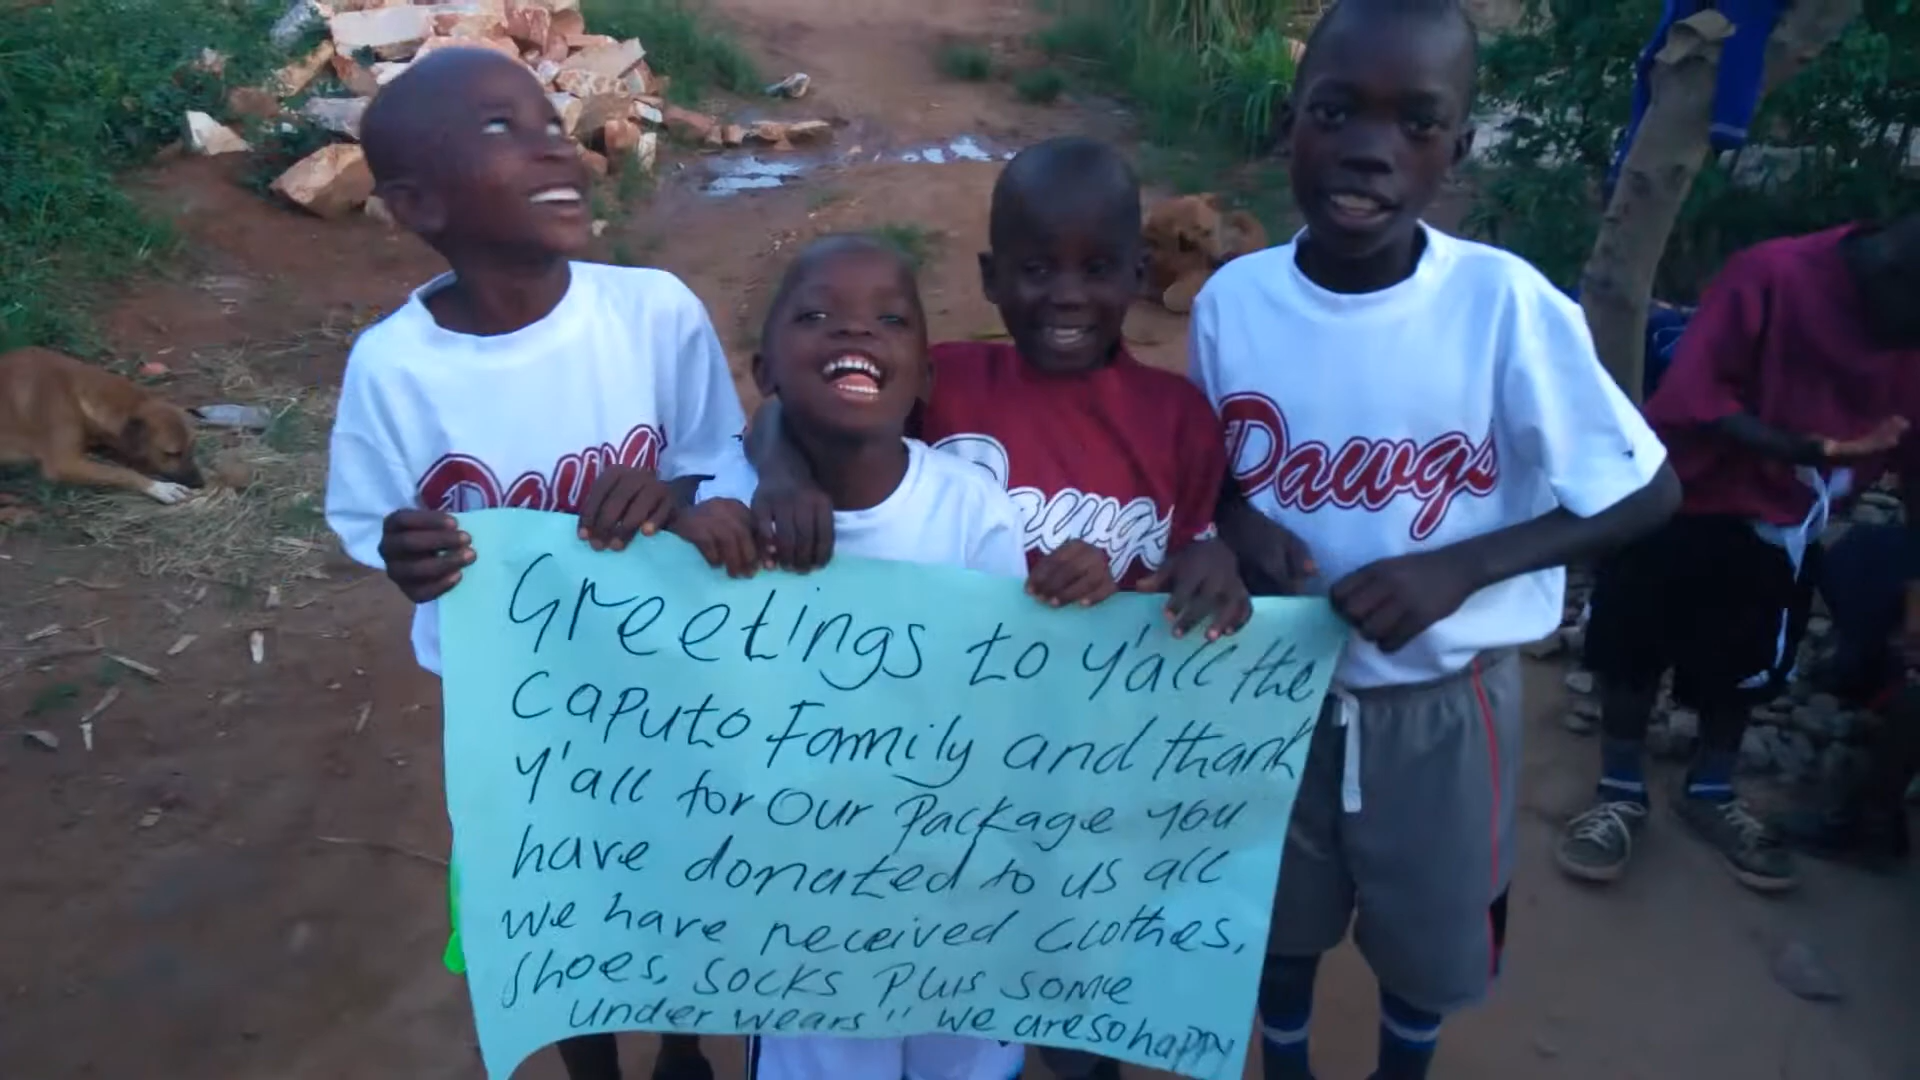 Dawgs
Dawgs
Dawgs
Greetings to y'all the
Caputo Family and thank
y'all for Our Package you
have donated to us all
we have received Clothes,
Shoes, Socks Plus some
Under wears" we are so happy